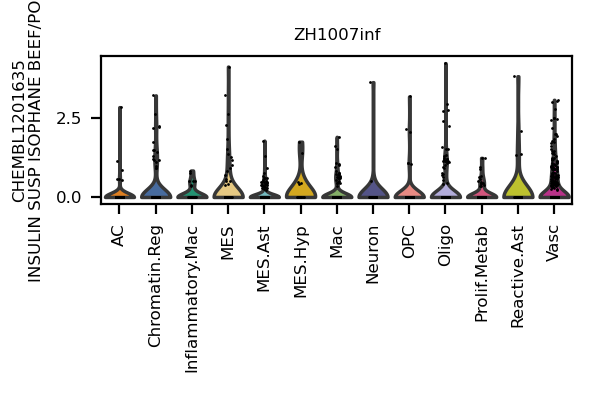 ZH1007inf
CHEMBL1201635
INSULIN SUSP ISOPHANE BEEF/PO
2.5
0.0
AC
Chromatin.Reg
Inflammatory.Mac
MES
MES.Ast
MES.Hyp
Mac
Neuron
OPC
Oligo
Prolif.Metab
Reactive.Ast
Vasc